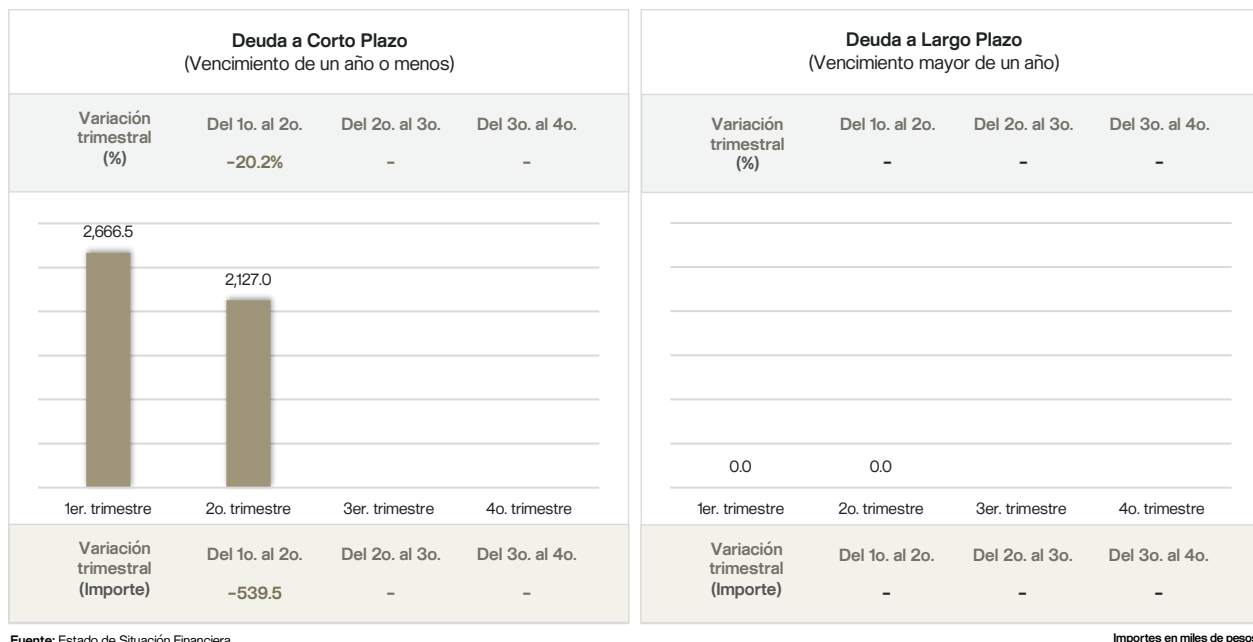 Deuda a Corto Plazo
(Vencimiento de un año o menos)
Variación
trimestral
(%)
Del 1o. al 2o.
Del 2o. al 3o.
Del 3o. al 4o.
-20.2%
-
-
2,666.5
2,127.0
1er. trimestre
2o. trimestre
3er. trimestre
4o. trimestre
Variación
trimestral
(Importe)
Del 1o. al 2o.
Del 2o. al 3o.
Del 3o. al 4o.
-539.5
-
-
Deuda a Largo Plazo
(Vencimiento mayor de un año)
Variación
trimestral
(%)
Del 1o. al 2o.
Del 2o. al 3o.
Del 3o. al 4o.
-
-
-
0.0
0.0
1er. trimestre
2o. trimestre
3er. trimestre
4o. trimestre
Variación
trimestral
(Importe)
Del 1o. al 2o.
Del 2o. al 3o.
Del 3o. al 4o.
-
-
-
Fuente: Estado de Situación Financiera
Importes en miles de pesos